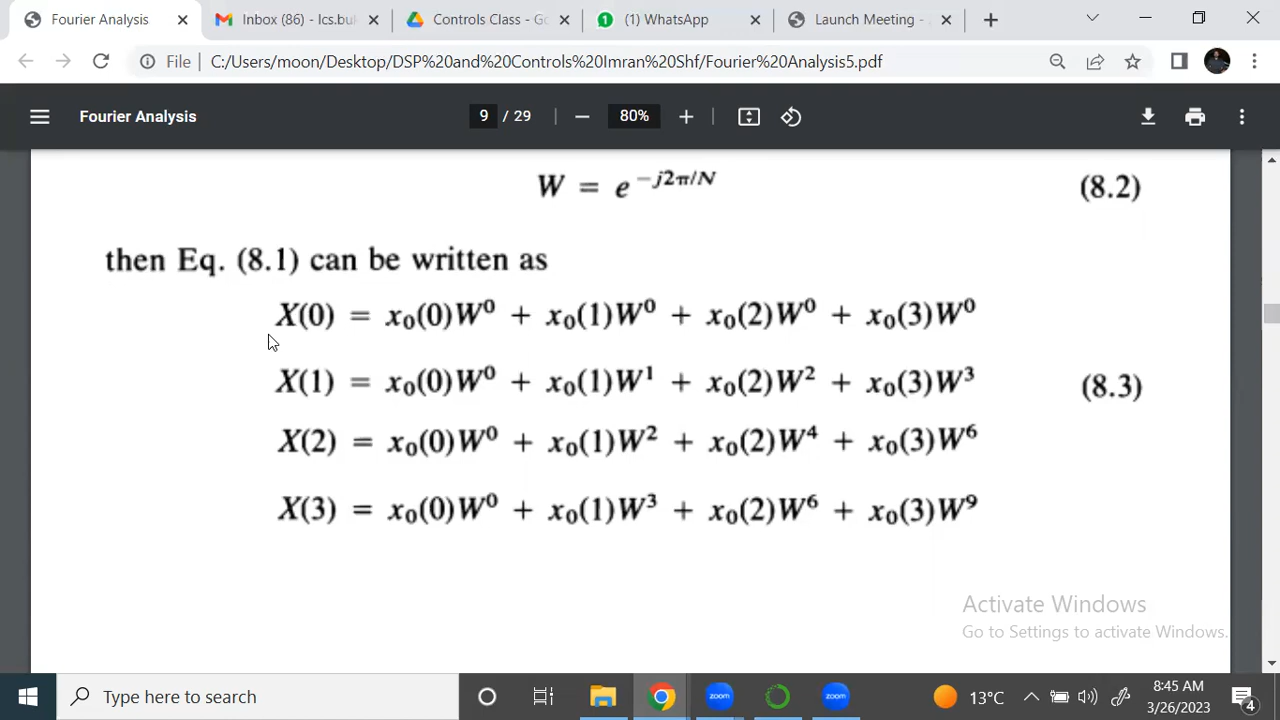 Fourier Analysis
Inbox (86) - lcs.bul
Controls Class - Go
(1) WhatsApp
Launch Meeting -
File
C:/Users/moon/Desktop/DSP%20and%20Controls%20Imran%20Shf/Fourier%20Analysis5.pdf
Fourier Analysis
9 / 29
80%
W = e^{-j2π/N} (8.2)
then Eq. (8.1) can be written as
X(0) = x₀(0)W⁰ + x₀(1)W⁰ + x₀(2)W⁰ + x₀(3)W⁰
X(1) = x₀(0)W⁰ + x₀(1)W¹ + x₀(2)W² + x₀(3)W³ (8.3)
X(2) = x₀(0)W⁰ + x₀(1)W² + x₀(2)W⁴ + x₀(3)W⁶
X(3) = x₀(0)W⁰ + x₀(1)W³ + x₀(2)W⁶ + x₀(3)W⁹
Activate Windows
Go to Settings to activate Windows.
Type here to search
zoom
zoom
13°C
8:45 AM
3/26/2023
4